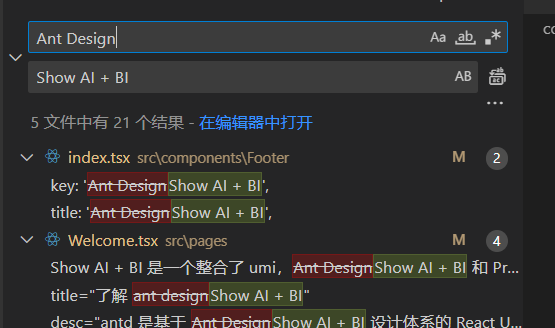 Ant Design
Aa ab .*
Show AI + BI
AB
...
5 文件中有 21 个结果 - 在编辑器中打开
index.tsx src\components\Footer M 2
key: 'Ant DesignShow AI + BI',
title: 'Ant DesignShow AI + BI',
Welcome.tsx src\pages M 4
Show AI + BI 是一个整合了 umi，Ant DesignShow AI + BI 和 Pr...
title="了解 ant designShow AI + BI"
desc="antd 是基于 Ant DesignShow AI + BI 设计体系的 React U...